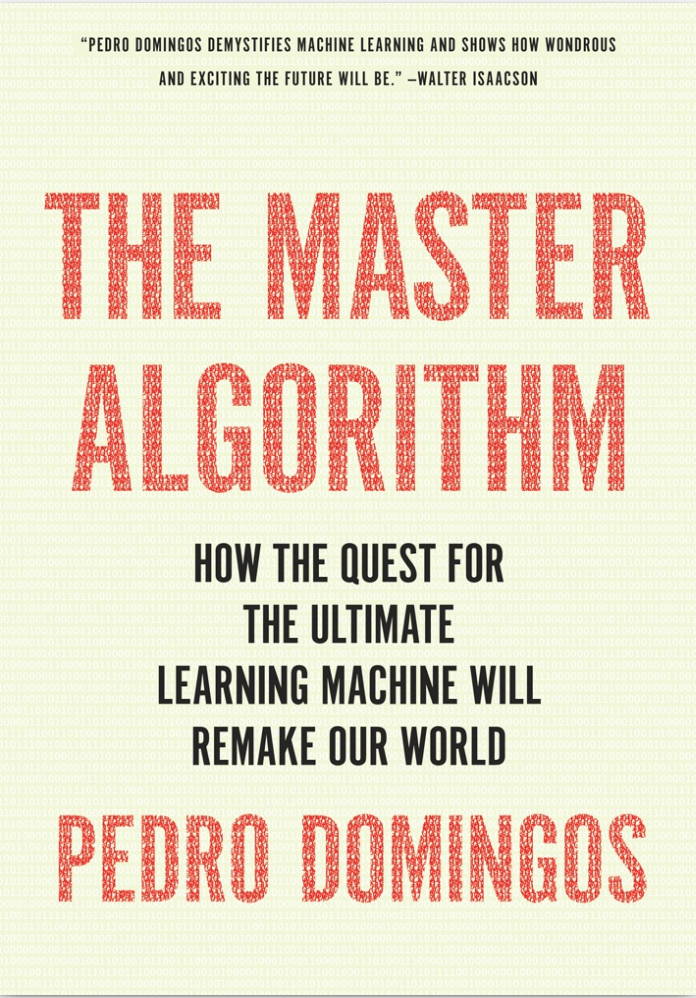 “PEDRO DOMINGOS DEMYSTIFIES MACHINE LEARNING AND SHOWS HOW WONDROUS
AND EXCITING THE FUTURE WILL BE.” –WALTER ISAACSON
THE MASTER
ALGORITHM
HOW THE QUEST FOR
THE ULTIMATE
LEARNING MACHINE WILL
REMAKE OUR WORLD
PEDRO DOMINGOS